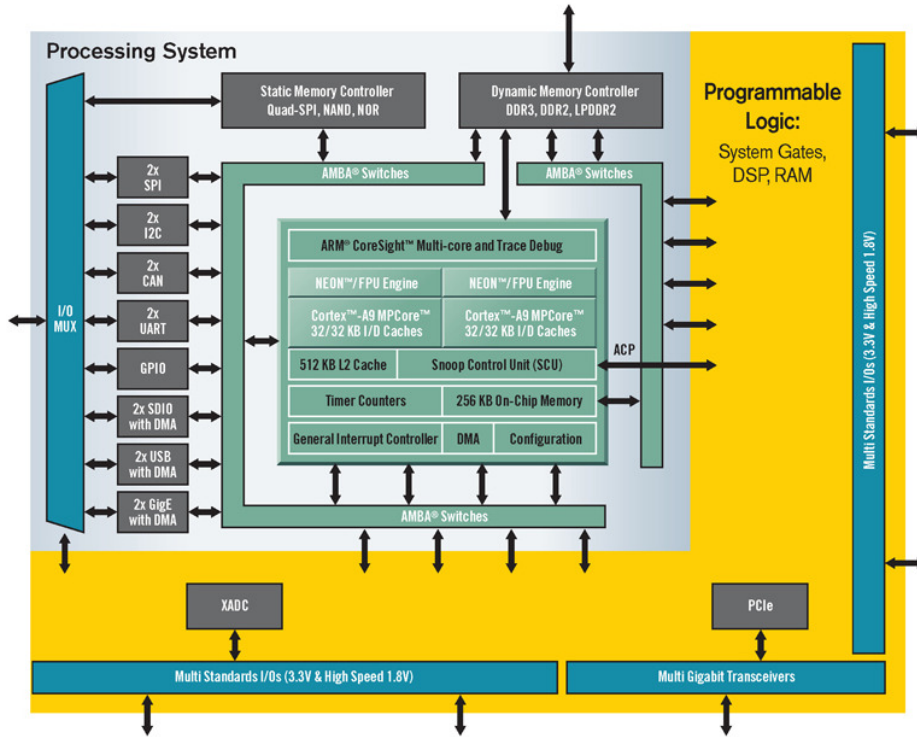 Processing System
Static Memory Controller
Quad-SPI, NAND, NOR
Dynamic Memory Controller
DDR3, DDR2, LPDDR2
Programmable
Logic:
System Gates,
DSP, RAM
AMBA® Switches
AMBA® Switches
2x
SPI
2x
I2C
2x
CAN
2x
UART
GPIO
2x SDIO
with DMA
2x USB
with DMA
2x GigE
with DMA
I/O
MUX
ARM® CoreSight™ Multi-core and Trace Debug
NEON™/FPU Engine
NEON™/FPU Engine
Cortex™-A9 MPCore™
32/32 KB I/D Caches
Cortex™-A9 MPCore™
32/32 KB I/D Caches
512 KB L2 Cache
Snoop Control Unit (SCU)
ACP
Timer Counters
256 KB On-Chip Memory
General Interrupt Controller
DMA
Configuration
AMBA® Switches
Multi Standards I/Os (3.3V & High Speed 1.8V)
XADC
PCIe
Multi Standards I/Os (3.3V & High Speed 1.8V)
Multi Gigabit Transceivers